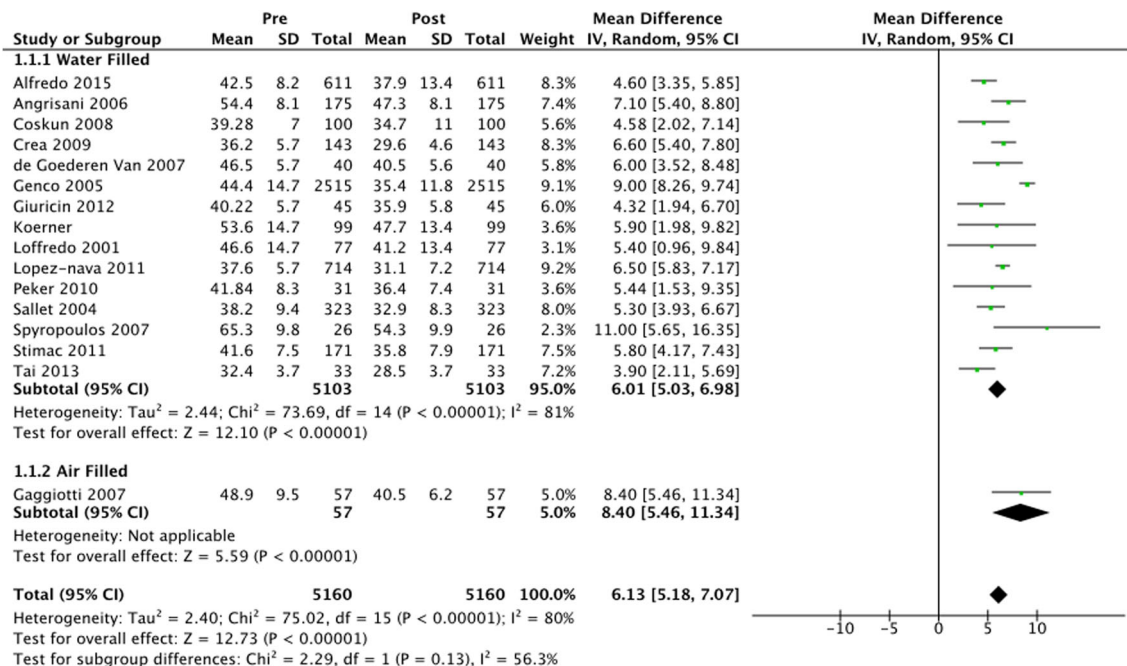 Pre Post Mean Difference Mean Difference
Study or Subgroup Mean SD Total Mean SD Total Weight IV, Random, 95% CI IV, Random, 95% CI
1.1.1 Water Filled
Alfredo 2015 42.5 8.2 611 37.9 13.4 611 8.3% 4.60 [3.35, 5.85]
Angrisani 2006 54.4 8.1 175 47.3 8.1 175 7.4% 7.10 [5.40, 8.80]
Coskun 2008 39.28 7 100 34.7 11 100 5.6% 4.58 [2.02, 7.14]
Crea 2009 36.2 5.7 143 29.6 4.6 143 8.3% 6.60 [5.40, 7.80]
de Goederen Van 2007 46.5 5.7 40 40.5 5.6 40 5.8% 6.00 [3.52, 8.48]
Genco 2005 44.4 14.7 2515 35.4 11.8 2515 9.1% 9.00 [8.26, 9.74]
Giuricin 2012 40.22 5.7 45 35.9 5.8 45 6.0% 4.32 [1.94, 6.70]
Koerner 53.6 14.7 99 47.7 13.4 99 3.6% 5.90 [1.98, 9.82]
Loffredo 2001 46.6 14.7 77 41.2 13.4 77 3.1% 5.40 [0.96, 9.84]
Lopez-nava 2011 37.6 5.7 714 31.1 7.2 714 9.2% 6.50 [5.83, 7.17]
Peker 2010 41.84 8.3 31 36.4 7.4 31 3.6% 5.44 [1.53, 9.35]
Sallet 2004 38.2 9.4 323 32.9 8.3 323 8.0% 5.30 [3.93, 6.67]
Spyropoulos 2007 65.3 9.8 26 54.3 9.9 26 2.3% 11.00 [5.65, 16.35]
Stimac 2011 41.6 7.5 171 35.8 7.9 171 7.5% 5.80 [4.17, 7.43]
Tai 2013 32.4 3.7 33 28.5 3.7 33 7.2% 3.90 [2.11, 5.69]
Subtotal (95% CI) 5103 5103 95.0% 6.01 [5.03, 6.98]
Heterogeneity: Tau² = 2.44; Chi² = 73.69, df = 14 (P < 0.00001); I² = 81%
Test for overall effect: Z = 12.10 (P < 0.00001)
1.1.2 Air Filled
Gaggiotti 2007 48.9 9.5 57 40.5 6.2 57 5.0% 8.40 [5.46, 11.34]
Subtotal (95% CI) 57 57 5.0% 8.40 [5.46, 11.34]
Heterogeneity: Not applicable
Test for overall effect: Z = 5.59 (P < 0.00001)
Total (95% CI) 5160 5160 100.0% 6.13 [5.18, 7.07]
Heterogeneity: Tau² = 2.40; Chi² = 75.02, df = 15 (P < 0.00001); I² = 80%
Test for overall effect: Z = 12.73 (P < 0.00001)
Test for subgroup differences: Chi² = 2.29, df = 1 (P = 0.13), I² = 56.3%
-10 -5 0 5 10